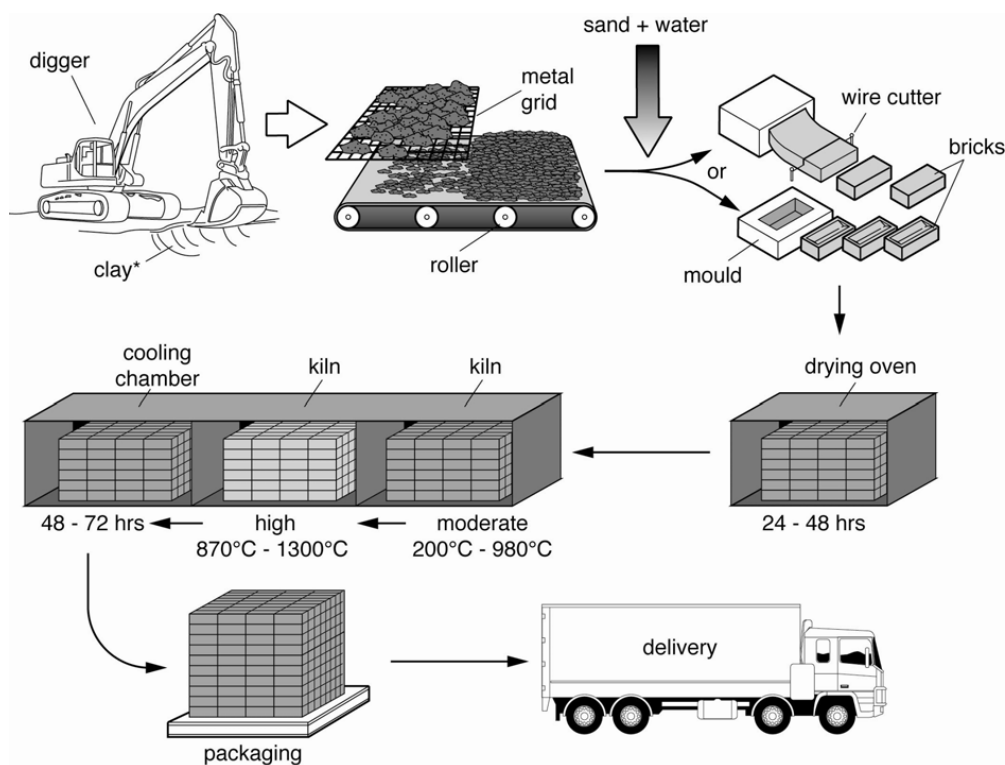 sand + water
digger
metal
grid
wire cutter
bricks
or
clay*
roller
mould
cooling
chamber
kiln
kiln
drying oven
48 - 72 hrs
high
870°C - 1300°C
moderate
200°C - 980°C
24 - 48 hrs
delivery
packaging